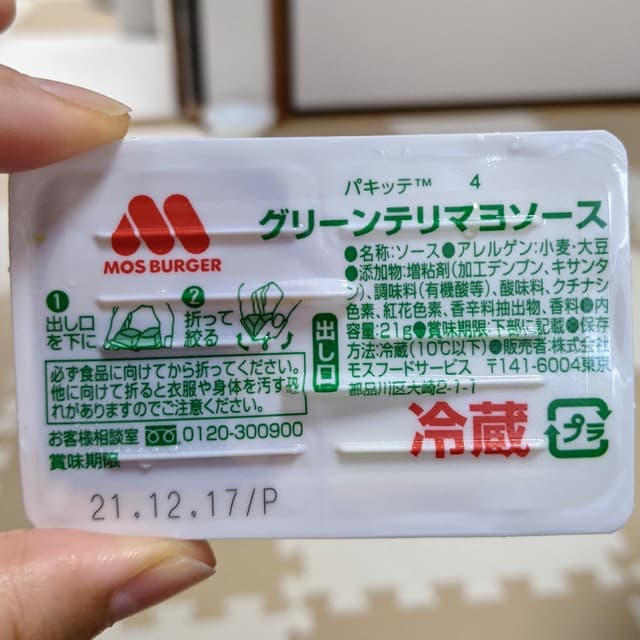 パキッテ™ 4
グリーンテリマヨソース
MOS BURGER
●名称:ソース●アレルゲン:小麦・大豆
●添加物:増粘剤(加工デンプン、キサンタ
ン)、調味料(有機酸等)、酸味料、クチナシ
色素、紅花色素、香辛料抽出物、香料●内
容量:21g●賞味期限:下部に記載●保存
方法:冷蔵(10℃以下)●販売者:株式会社
モスフードサービス 〒141-6004東京
都品川区大崎2-1-1
1 出し口
を下に
2 折って
絞る
出し口
必ず食品に向けてから折ってください。
他に向けて折ると衣服や身体を汚す恐
れがありますのでご注意ください。
お客様相談室 0120-300900
賞味期限
冷蔵
プラ
21.12.17/P